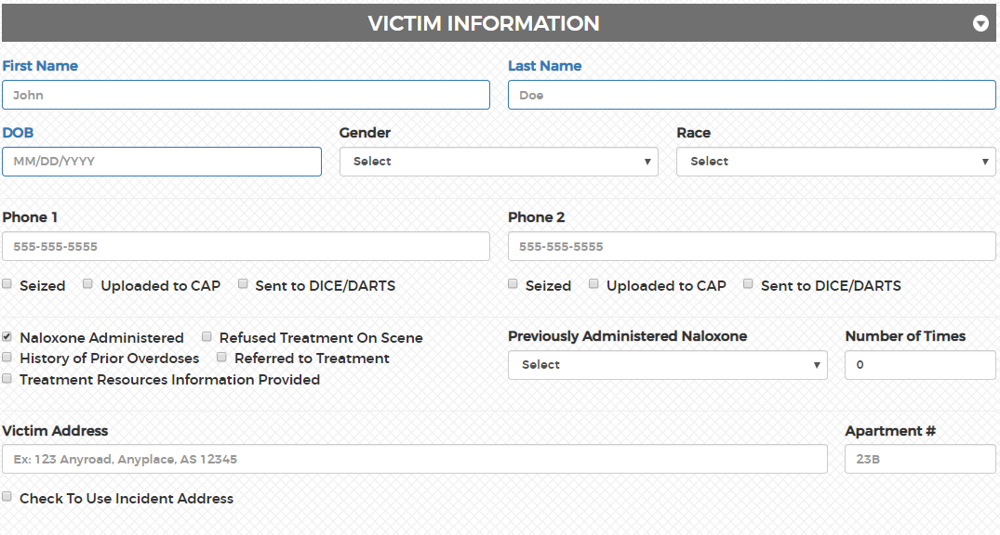 VICTIM INFORMATION
First Name Last Name
John Doe
DOB Gender Race
MM/DD/YYYY Select Select
Phone 1 Phone 2
555-555-5555 555-555-5555
Seized Uploaded to CAP Sent to DICE/DARTS Seized Uploaded to CAP Sent to DICE/DARTS
Naloxone Administered Refused Treatment On Scene Previously Administered Naloxone Number of Times
History of Prior Overdoses Referred to Treatment Select 0
Treatment Resources Information Provided
Victim Address Apartment #
Ex: 123 Anyroad, Anyplace, AS 12345 23B
Check To Use Incident Address